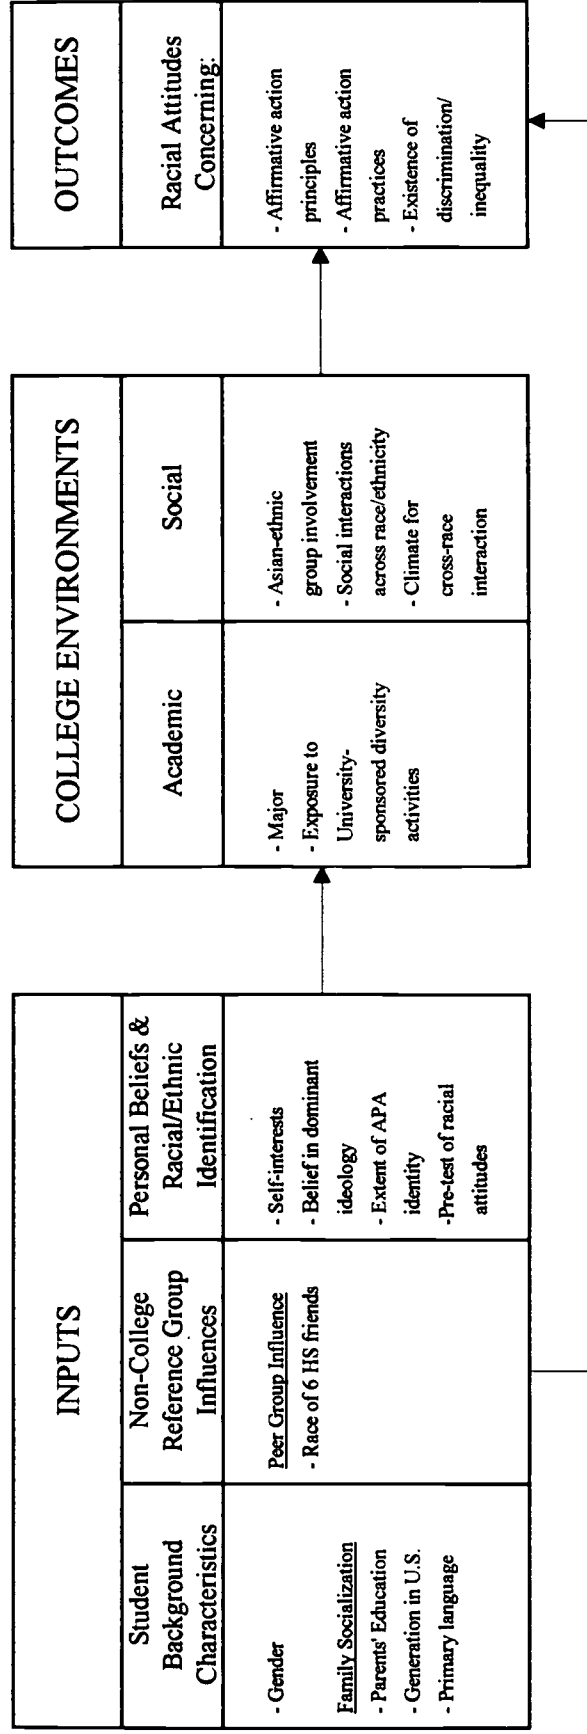 INPUTS
Student
Background
Characteristics
- Gender
Family Socialization
- Parents' Education
- Generation in U.S.
- Primary language
Non-College
Reference Group
Influences
Peer Group Influence
- Race of 6 HS friends
Personal Beliefs &
Racial/Ethnic
Identification
- Self-interests
- Belief in dominant
ideology
- Extent of APA
identity
-Pre-test of racial
attitudes
COLLEGE ENVIRONMENTS
Academic
- Major
- Exposure to
University-
sponsored diversity
activities
Social
- Asian-ethnic
group involvement
- Social interactions
across race/ethnicity
- Climate for
cross-race
interaction
OUTCOMES
Racial Attitudes
Concerning:
- Affirmative action
principles
- Affirmative action
practices
- Existence of
discrimination/
inequality